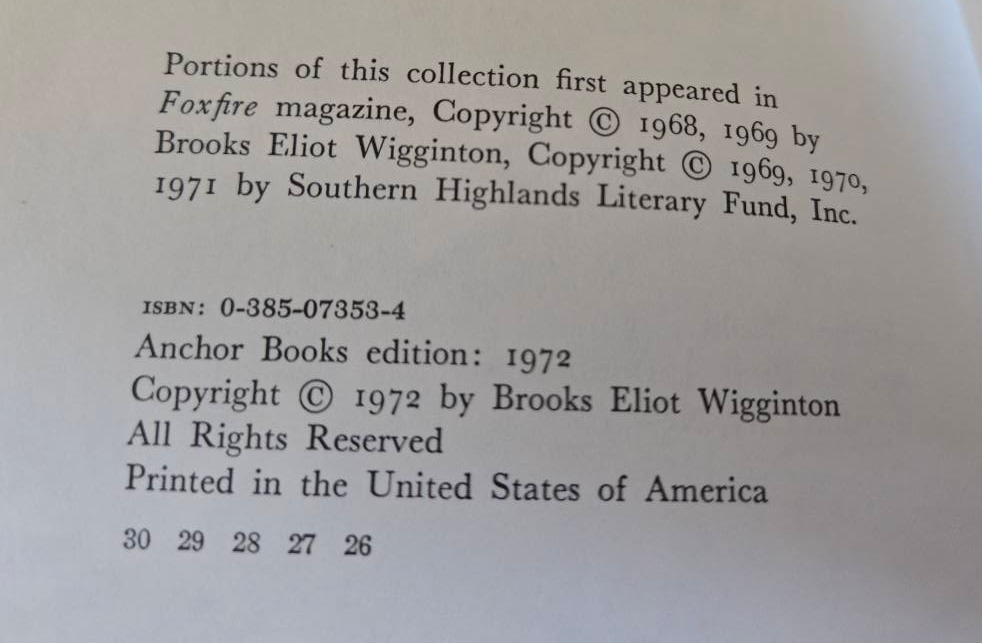 Portions of this collection first appeared in
Foxfire magazine, Copyright © 1968, 1969 by
Brooks Eliot Wigginton, Copyright © 1969, 1970,
1971 by Southern Highlands Literary Fund, Inc.
ISBN: 0-385-07353-4
Anchor Books edition: 1972
Copyright © 1972 by Brooks Eliot Wigginton
All Rights Reserved
Printed in the United States of America
30 29 28 27 26